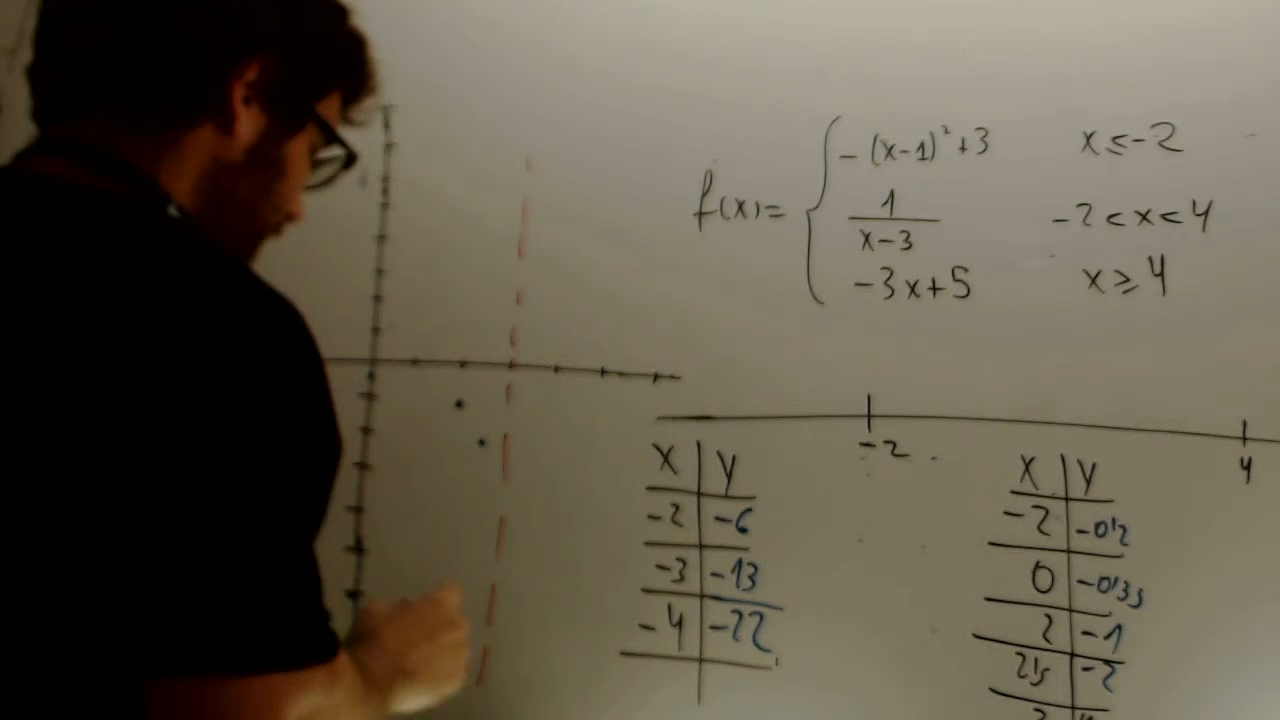 f(x)= { -(x-1)²+3 x≤-2
1/(x-3) -2<x<4
-3x+5 x≥4
-2 4
x | y
-2 | -6
-3 | -13
-4 | -22
x | y
-2 | -0'2
0 | -0'33
2 | -1
2'5 | -2